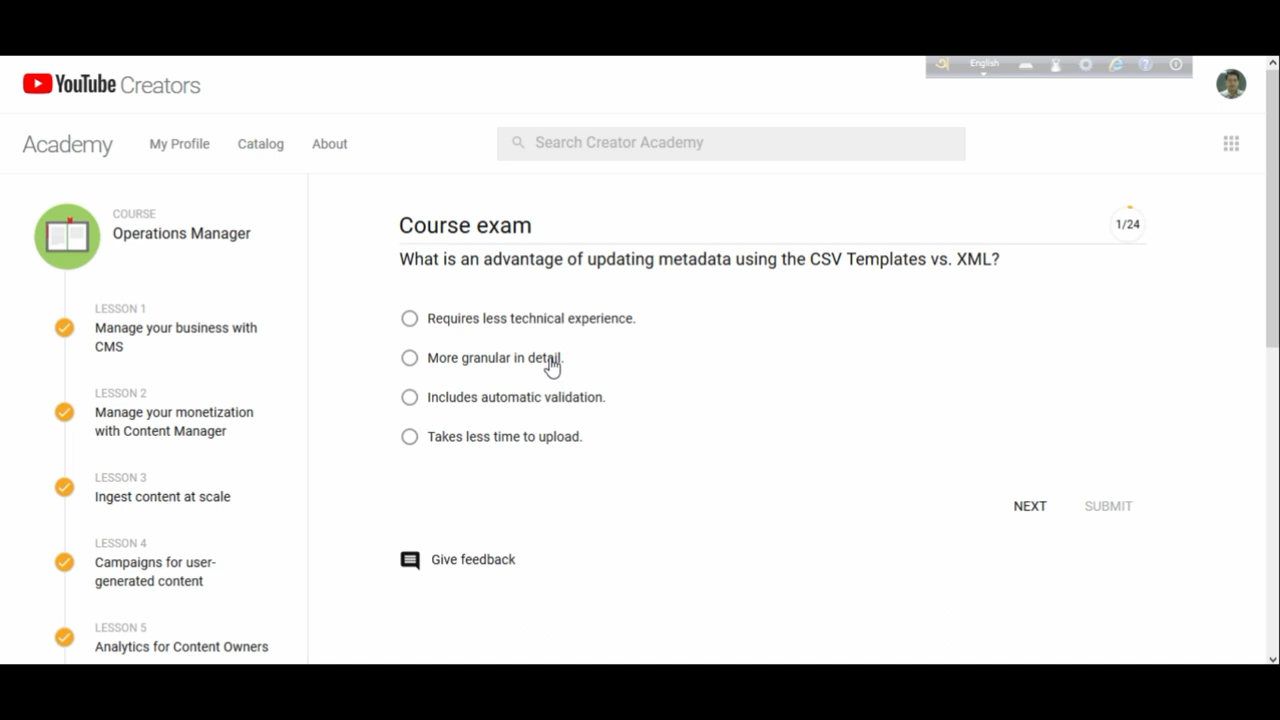 English
YouTube Creators
Academy My Profile Catalog About Search Creator Academy
COURSE
Operations Manager
LESSON 1
Manage your business with
CMS
LESSON 2
Manage your monetization
with Content Manager
LESSON 3
Ingest content at scale
LESSON 4
Campaigns for user-
generated content
LESSON 5
Analytics for Content Owners
Course exam 1/24
What is an advantage of updating metadata using the CSV Templates vs. XML?
Requires less technical experience.
More granular in detail.
Includes automatic validation.
Takes less time to upload.
NEXT SUBMIT
Give feedback